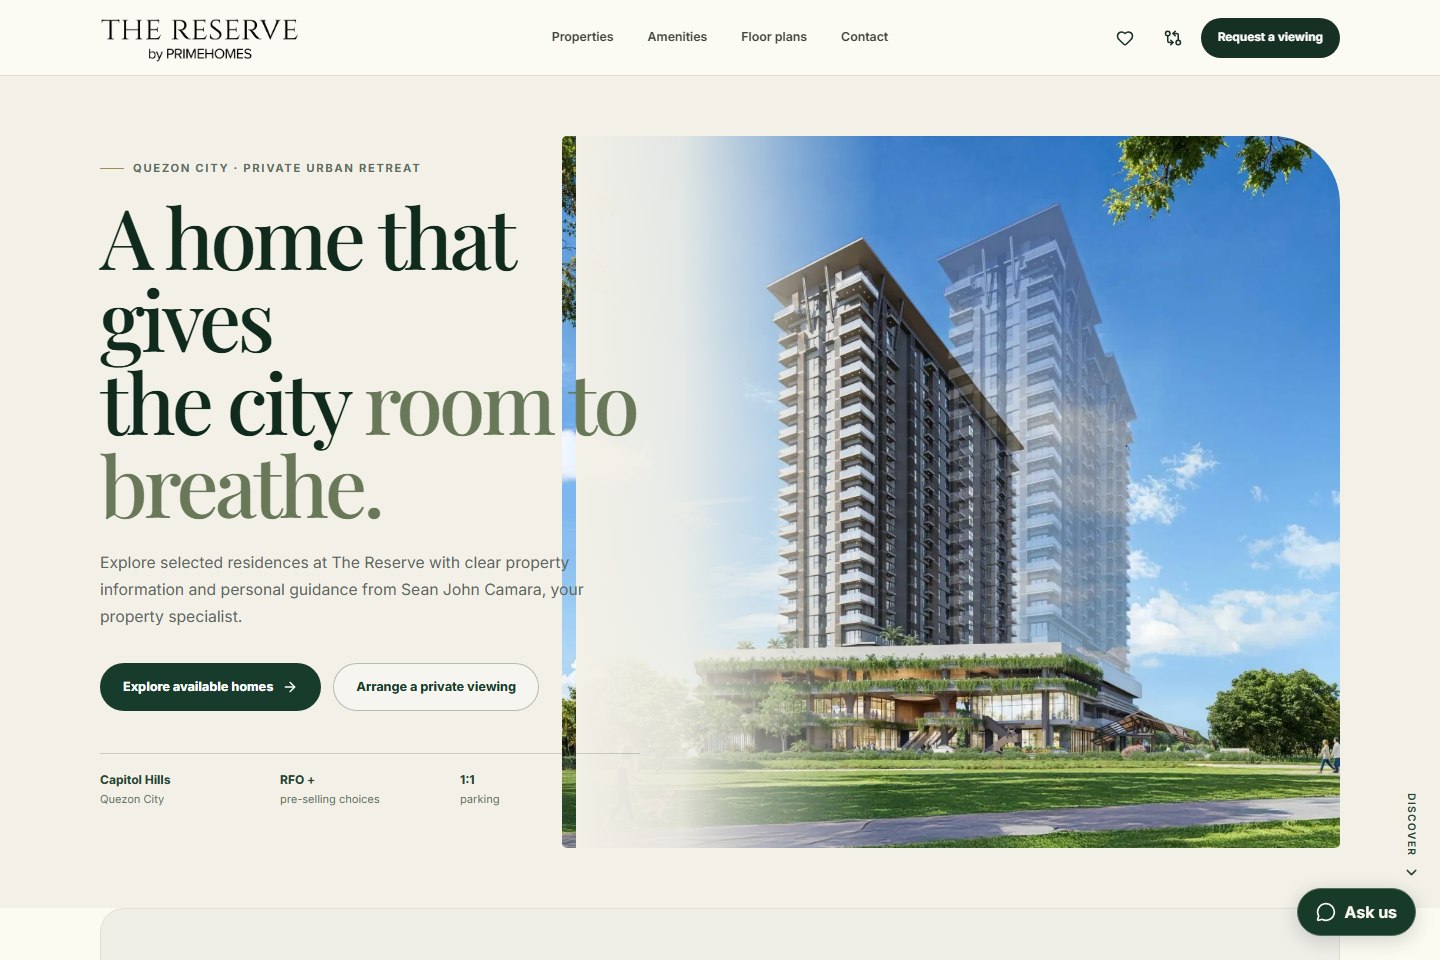 THE RESERVE
by PRIMEHOMES
Properties
Amenities
Floor plans
Contact
Request a viewing
QUEZON CITY · PRIVATE URBAN RETREAT
A home that
gives
the city room to
breathe.
Explore selected residences at The Reserve with clear property
information and personal guidance from Sean John Camara, your
property specialist.
Explore available homes
Arrange a private viewing
Capitol Hills
Quezon City
RFO +
pre-selling choices
1:1
parking
DISCOVER
Ask us